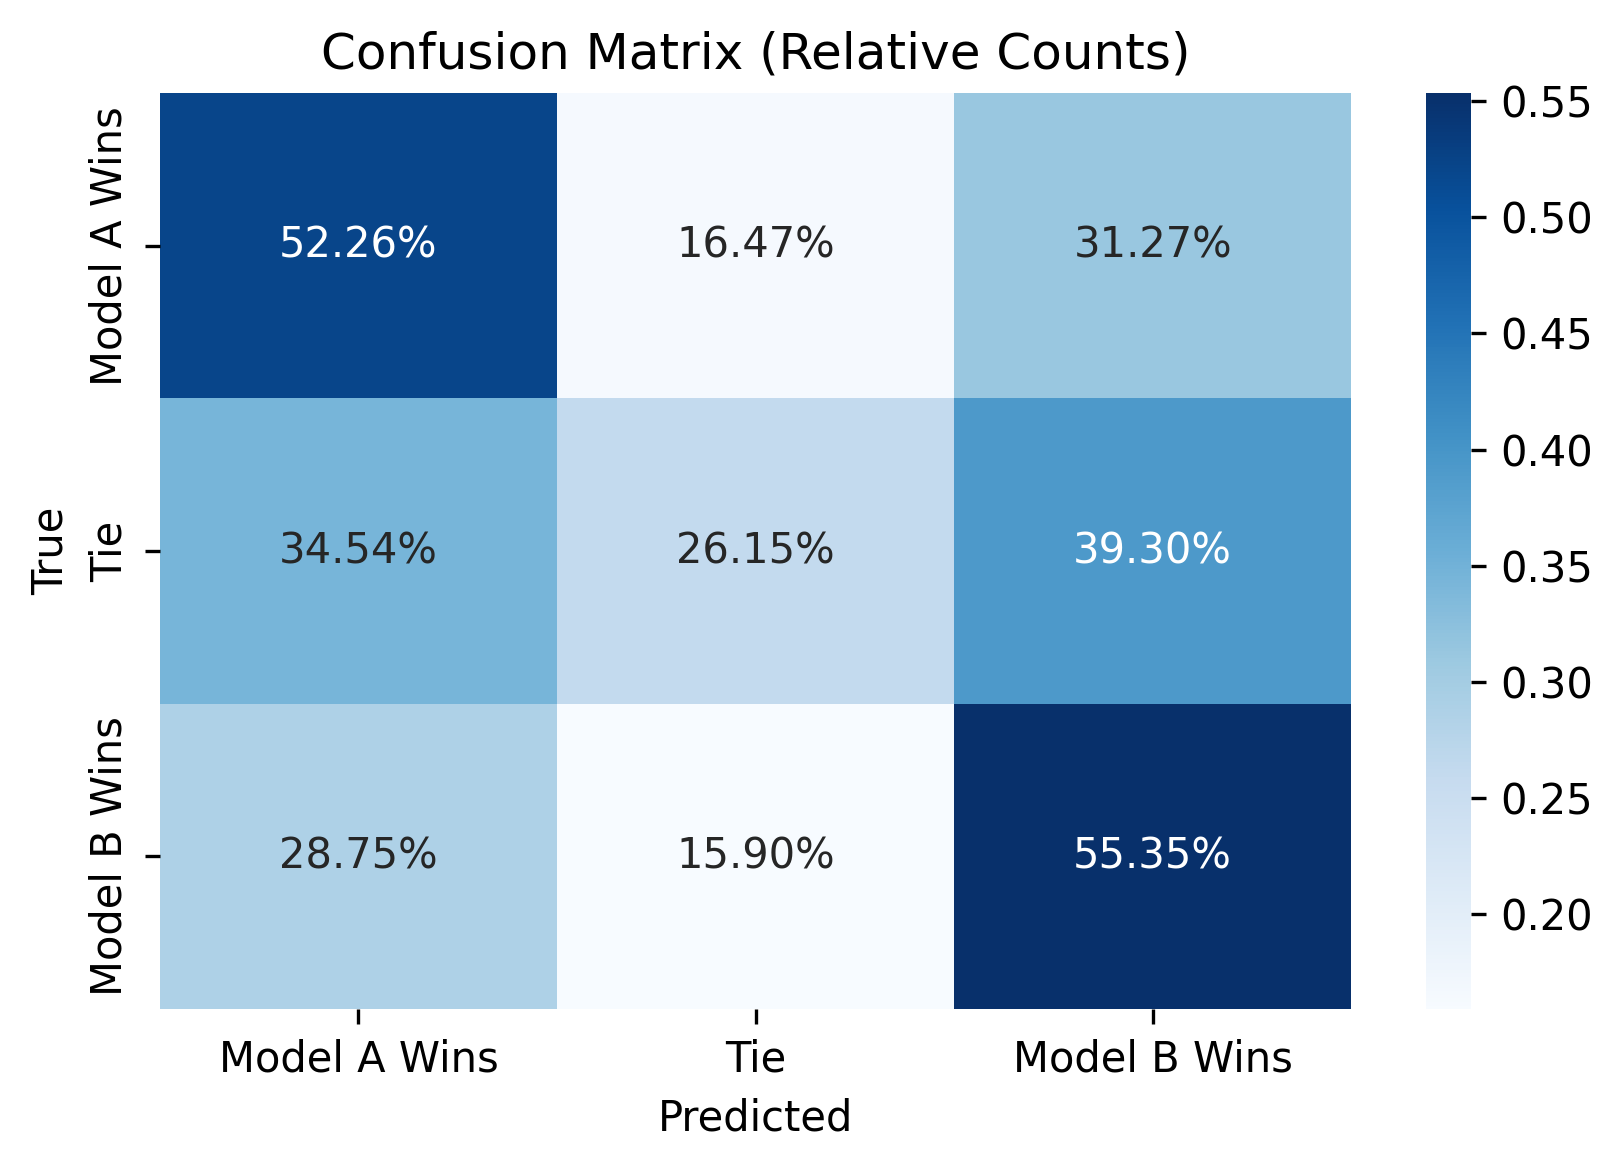 Confusion Matrix (Relative Counts)
True
Model A Wins
52.26%
16.47%
31.27%
Tie
34.54%
26.15%
39.30%
Model B Wins
28.75%
15.90%
55.35%
Model A Wins
Tie
Model B Wins
Predicted
0.55
0.50
0.45
0.40
0.35
0.30
0.25
0.20